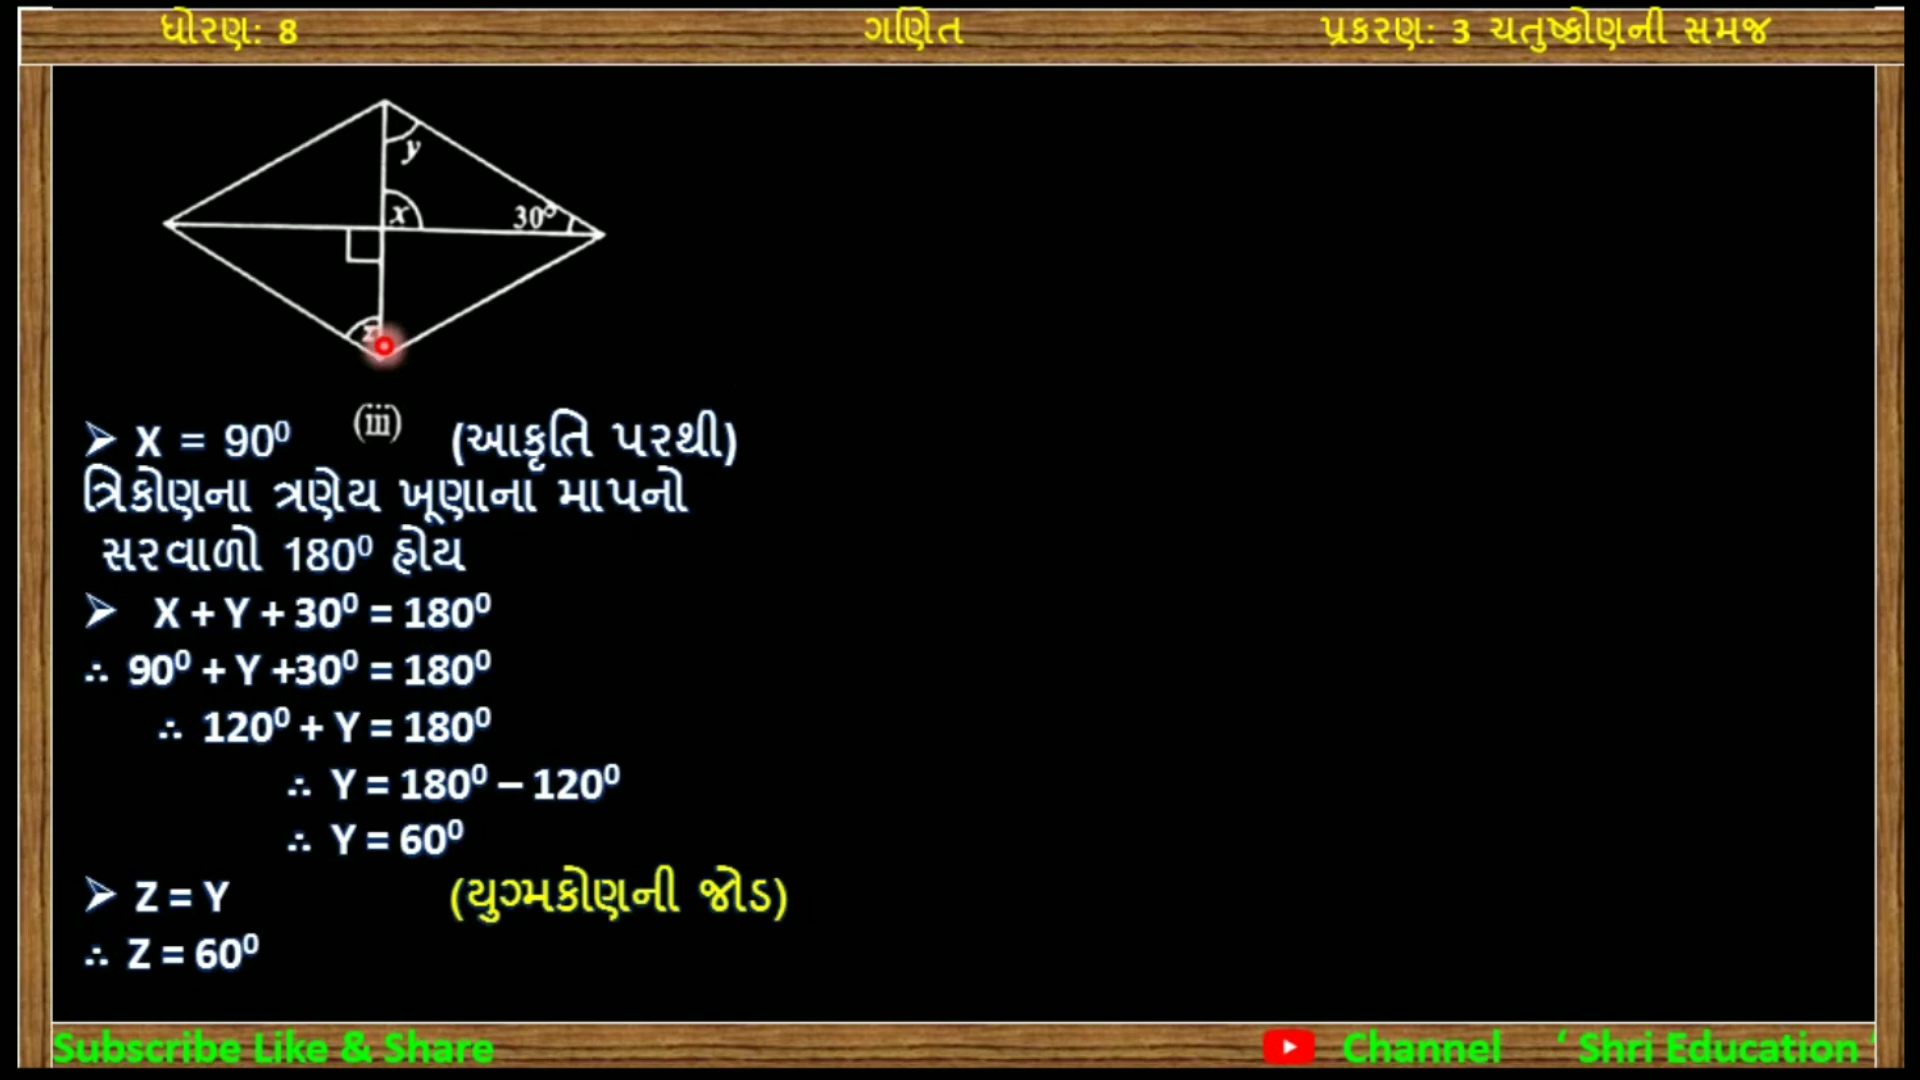 ધોરણ: 8 ગણિત પ્રકરણ: 3 ચતુષ્કોણની સમજ
y
x 30°
z
(iii)
➢ X = 90⁰ (આકૃતિ પરથી)
ત્રિકોણના ત્રણેય ખૂણાના માપનો
સરવાળો 180⁰ હોય
➢ X + Y + 30⁰ = 180⁰
∴ 90⁰ + Y +30⁰ = 180⁰
∴ 120⁰ + Y = 180⁰
∴ Y = 180⁰ – 120⁰
∴ Y = 60⁰
➢ Z = Y (યુગ્મકોણની જોડ)
∴ Z = 60⁰
Subscribe Like & Share Channel ‘ Shri Education ‘